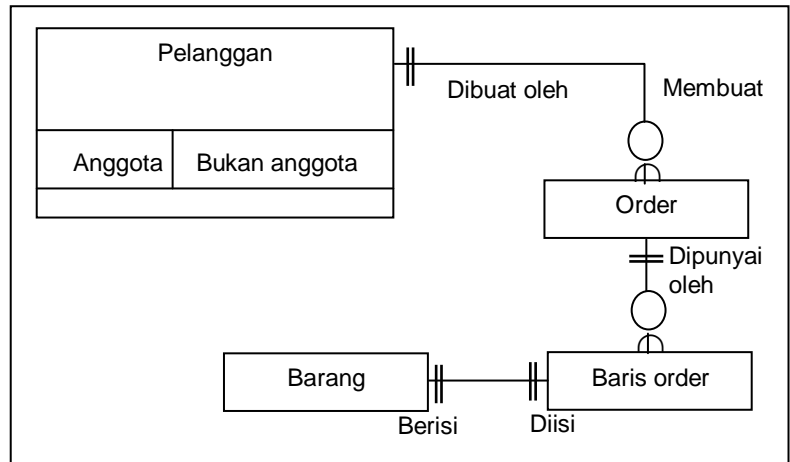 Pelanggan
Dibuat oleh
Membuat
Anggota
Bukan anggota
Order
Dipunyai
oleh
Barang
Baris order
Berisi
Diisi